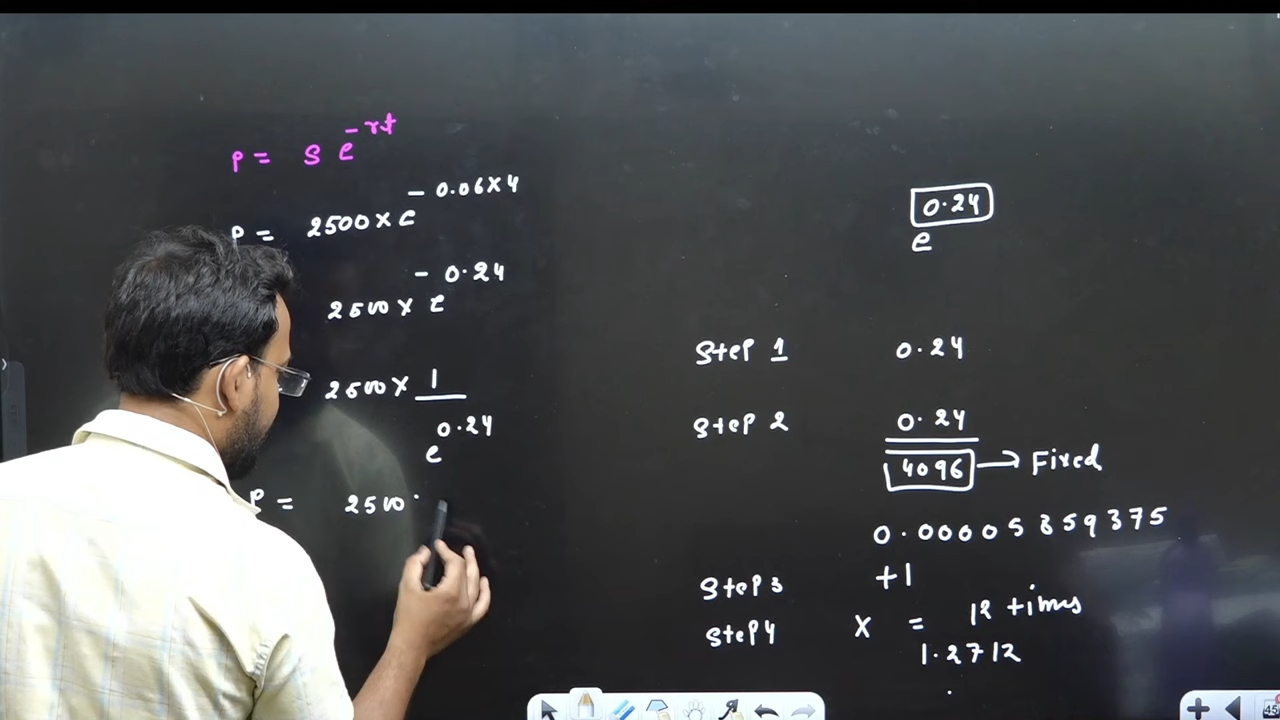 P = S e^-rt
P = 2500 × e^-0.06×4
2500 × e^-0.24
2500 × 1/e^0.24
P = 2500
e^0.24
Step 1 0.24
Step 2 0.24/4096 → Fixed
0.00005859375
Step 3 +1
Step 4 × = 12 times
1.2712
45